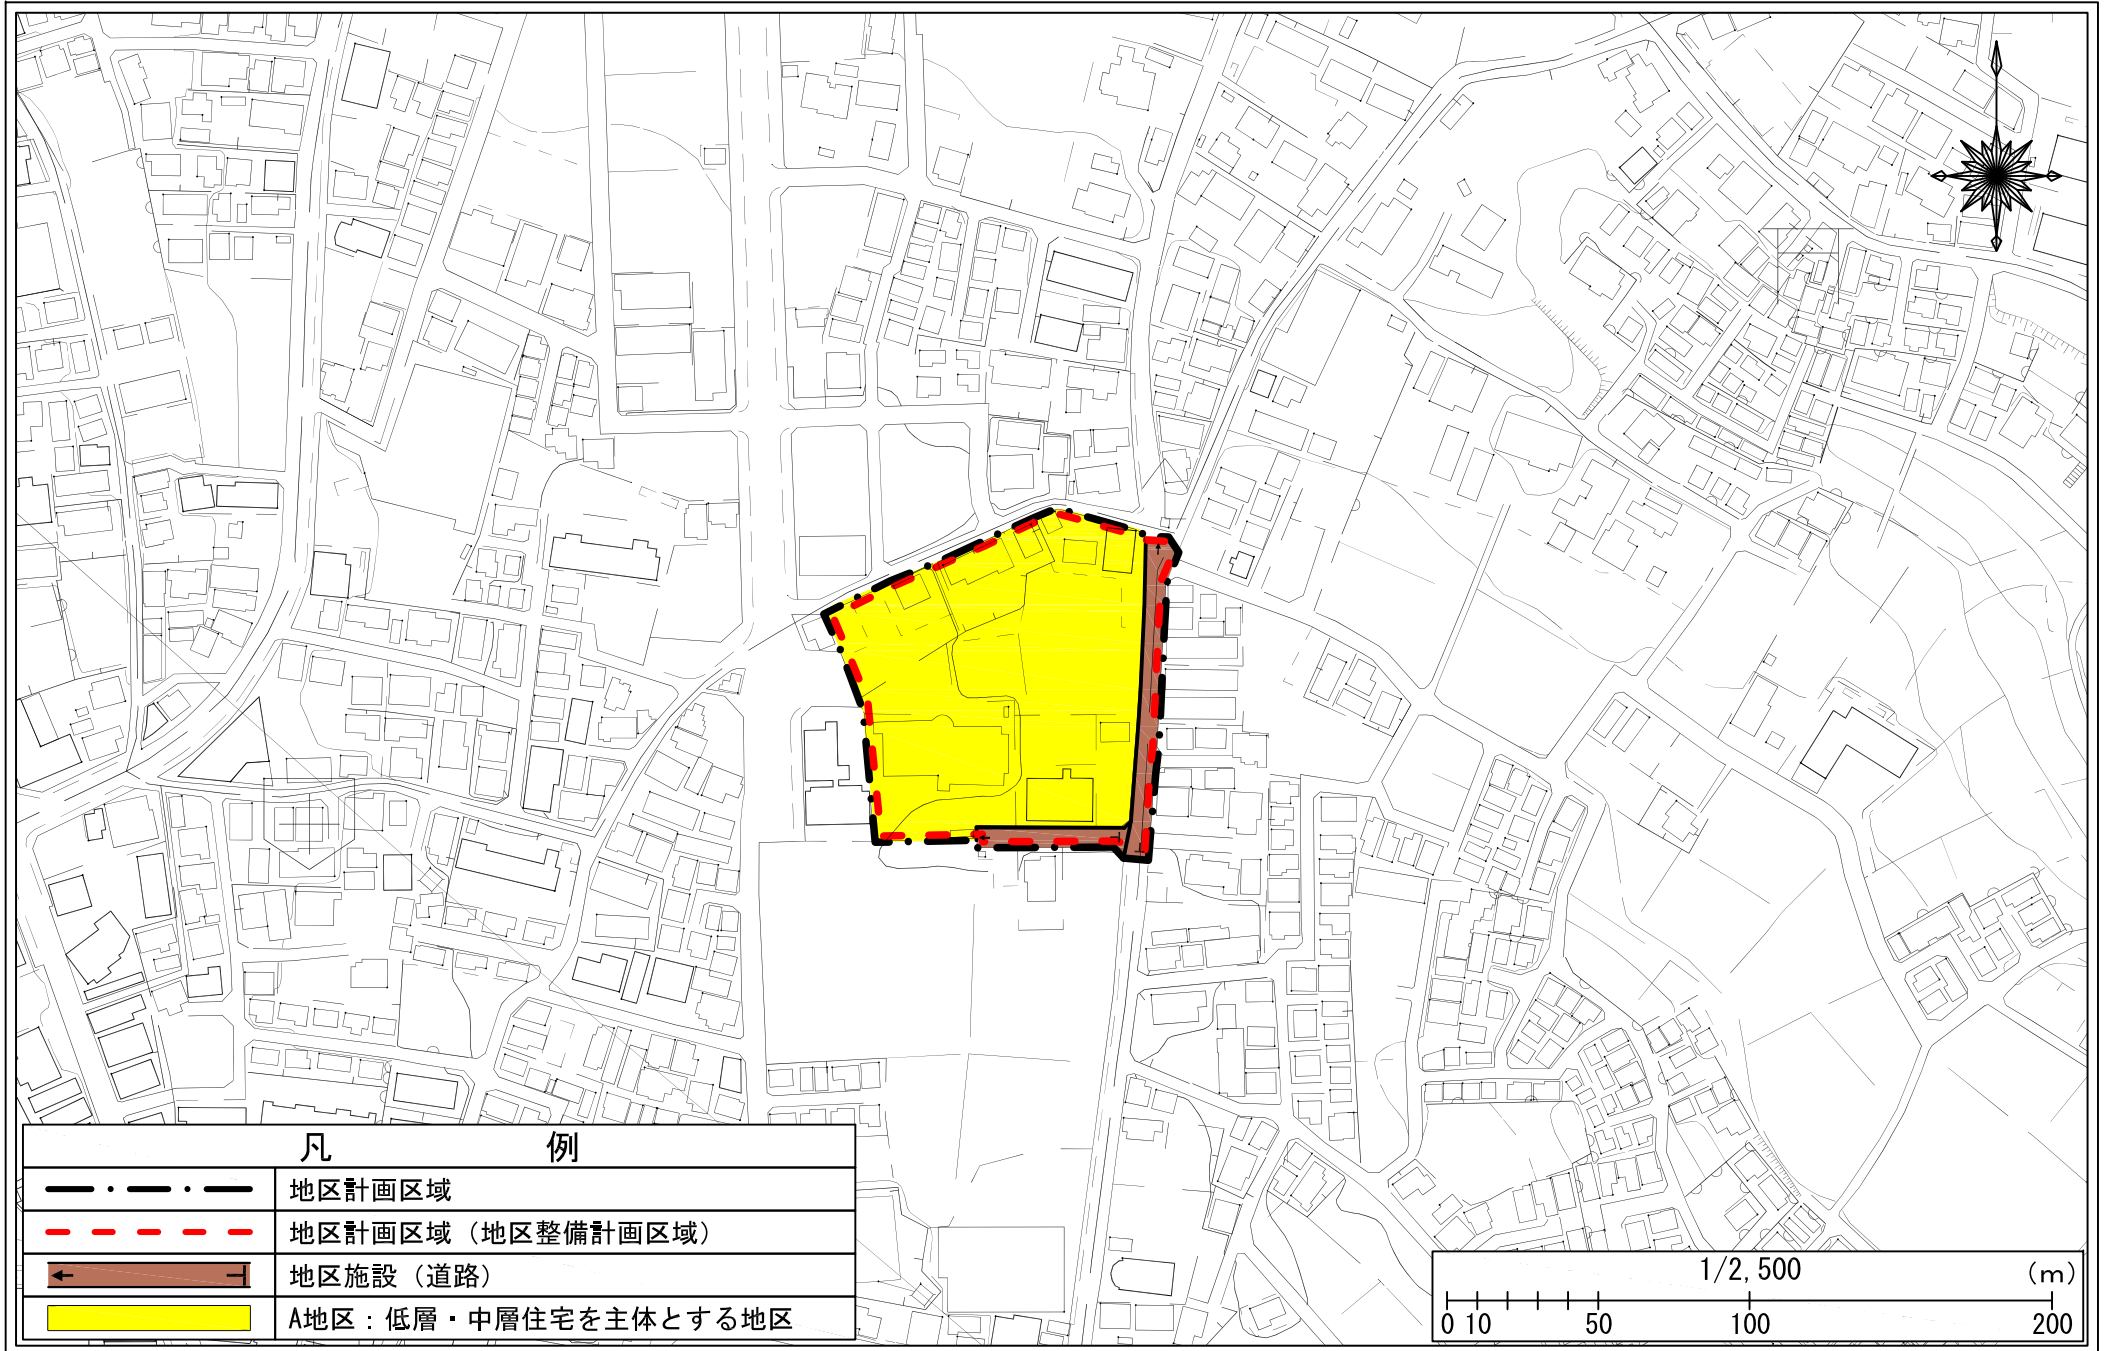 凡 例
地区計画区域
地区計画区域（地区整備計画区域）
地区施設（道路）
A地区：低層・中層住宅を主体とする地区
1/2,500 (m)
0 10 50 100 200